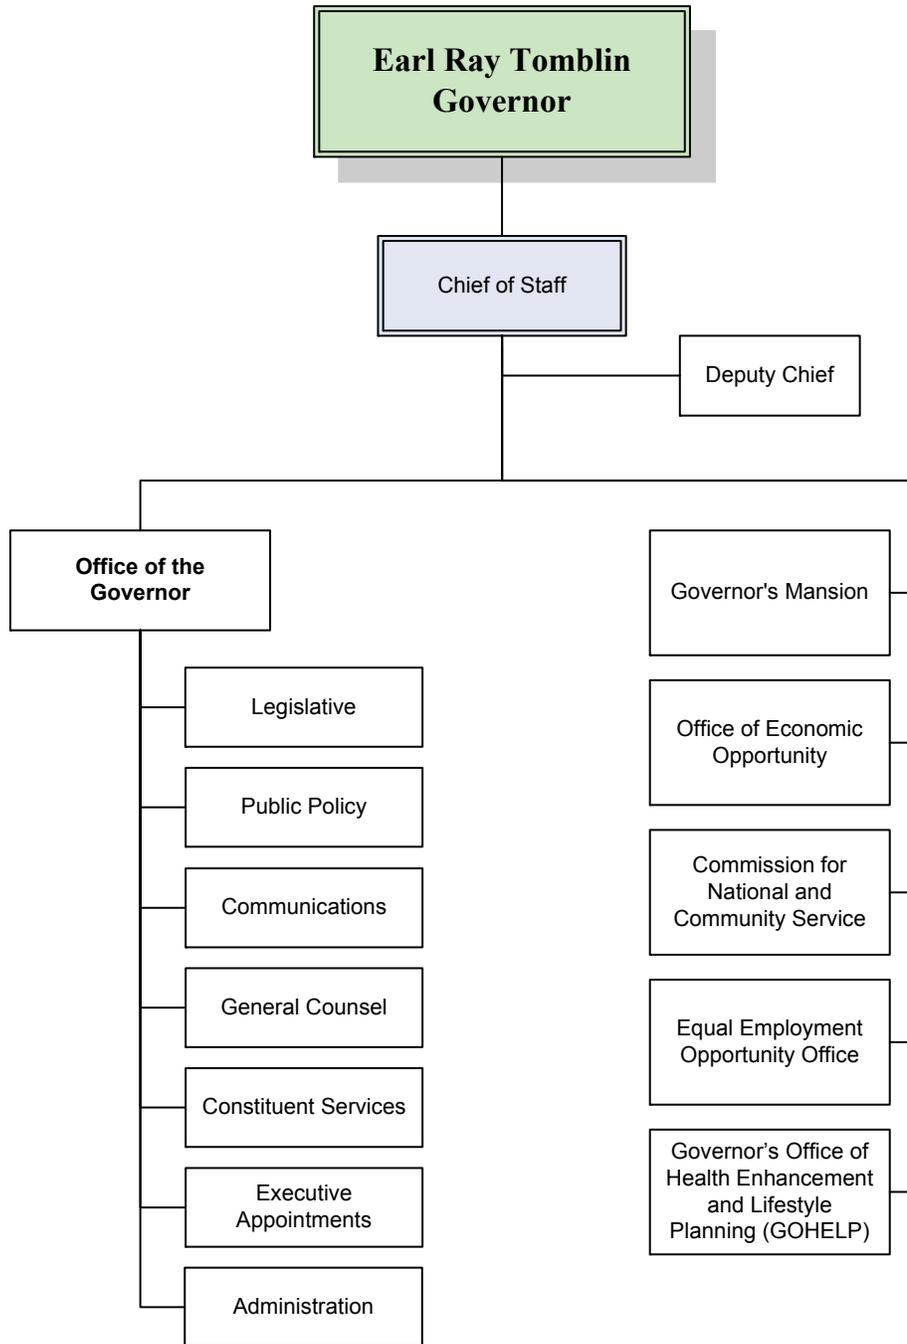 Earl Ray Tomblin
Governor
Chief of Staff
Deputy Chief
Office of the
Governor
Legislative
Public Policy
Communications
General Counsel
Constituent Services
Executive
Appointments
Administration
Governor's Mansion
Office of Economic
Opportunity
Commission for
National and
Community Service
Equal Employment
Opportunity Office
Governor’s Office of
Health Enhancement
and Lifestyle
Planning (GOHELP)